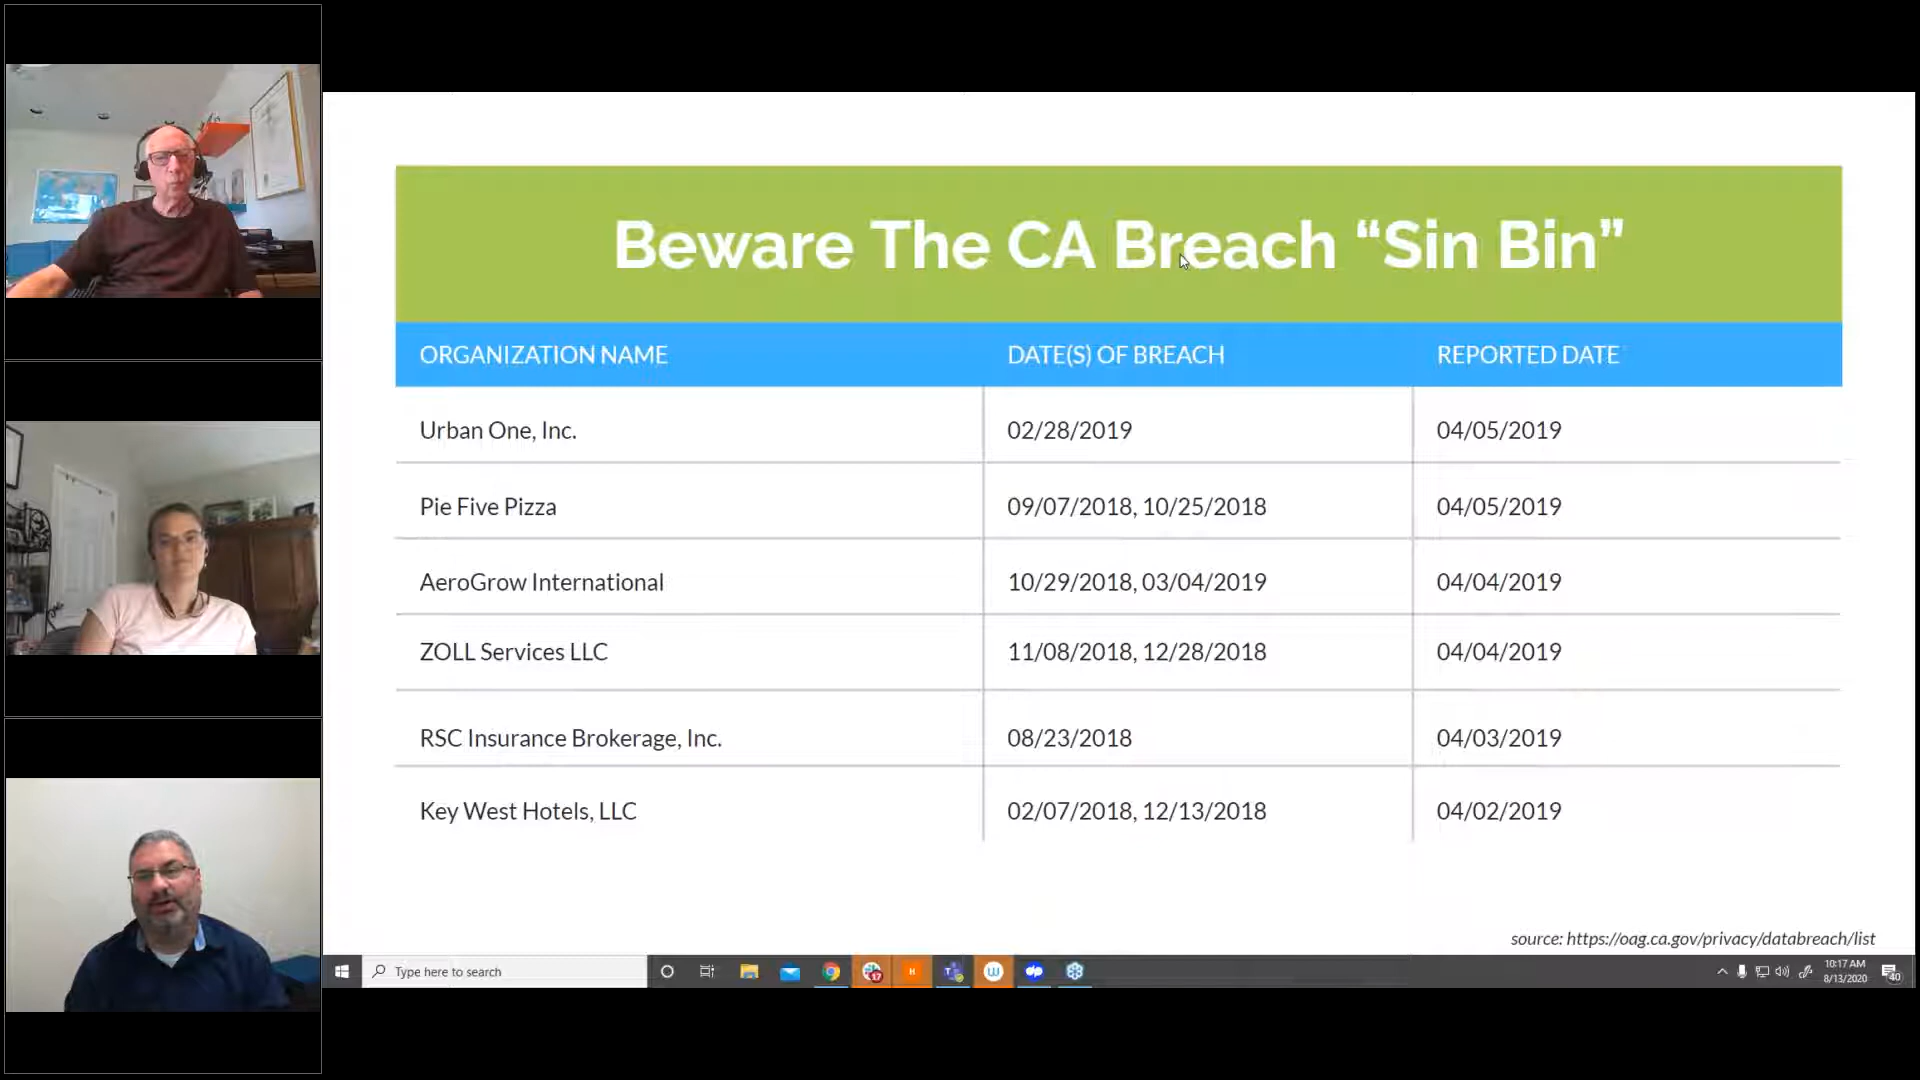 Beware The CA Breach “Sin Bin”
ORGANIZATION NAME DATE(S) OF BREACH REPORTED DATE
Urban One, Inc. 02/28/2019 04/05/2019
Pie Five Pizza 09/07/2018, 10/25/2018 04/05/2019
AeroGrow International 10/29/2018, 03/04/2019 04/04/2019
ZOLL Services LLC 11/08/2018, 12/28/2018 04/04/2019
RSC Insurance Brokerage, Inc. 08/23/2018 04/03/2019
Key West Hotels, LLC 02/07/2018, 12/13/2018 04/02/2019
source: https://oag.ca.gov/privacy/databreach/list
Type here to search
17
H
W
10:17 AM
8/13/2020
40